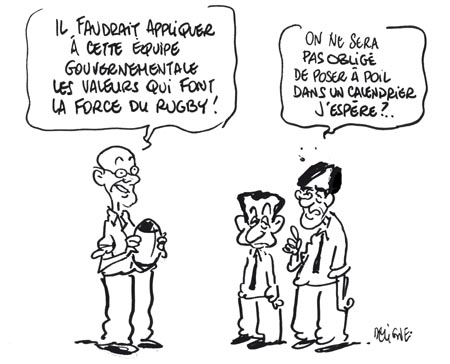 IL FAUDRAIT APPLIQUER
À CETTE ÉQUIPE
GOUVERNEMENTALE
LES VALEURS QUI FONT
LA FORCE DU RUGBY !
ON NE SERA
PAS OBLIGÉ
DE POSER À POIL
DANS UN CALENDRIER
J'ESPÈRE ?..
DELIGNE